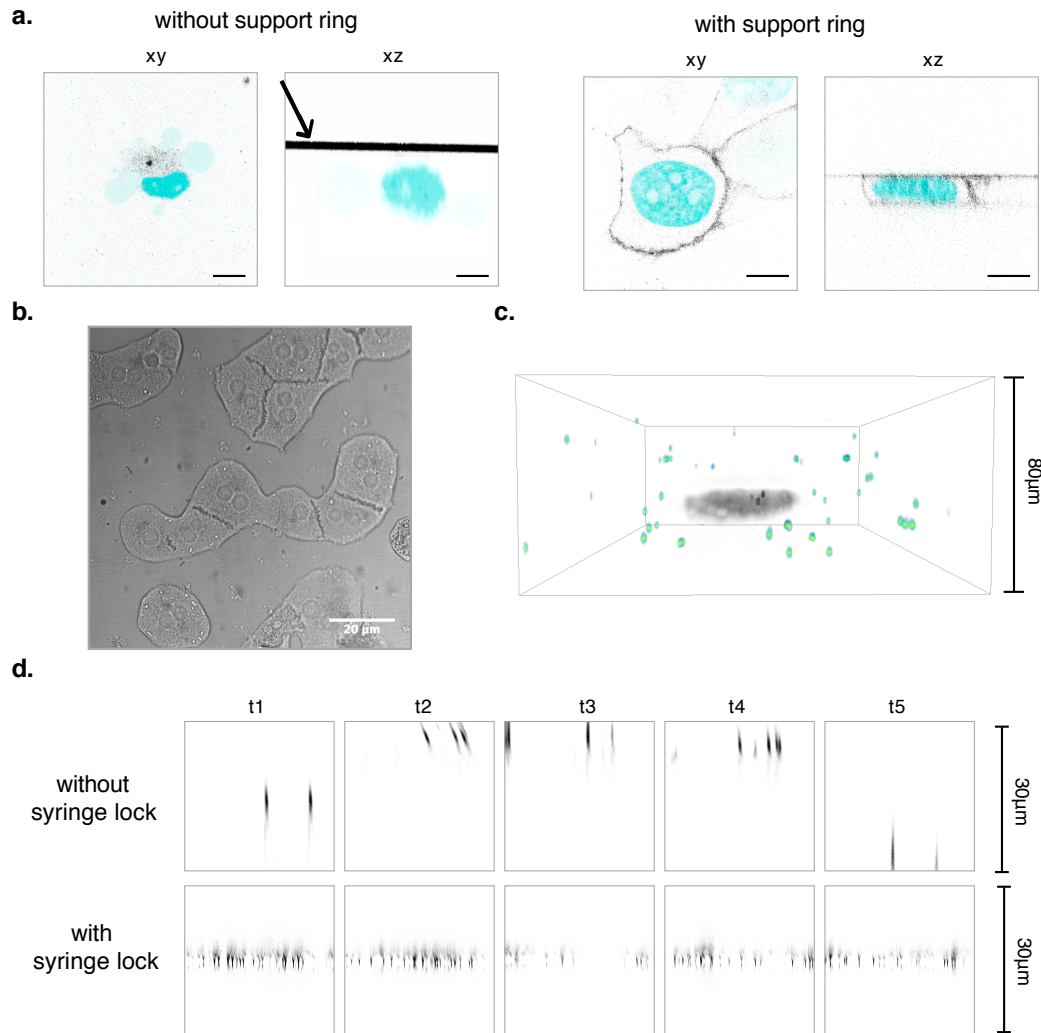 a.
without support ring
with support ring
xy
xz
xy
xz
b.
c.
20 µm
80µm
d.
t1
t2
t3
t4
t5
without
syringe lock
30µm
with
syringe lock
30µm